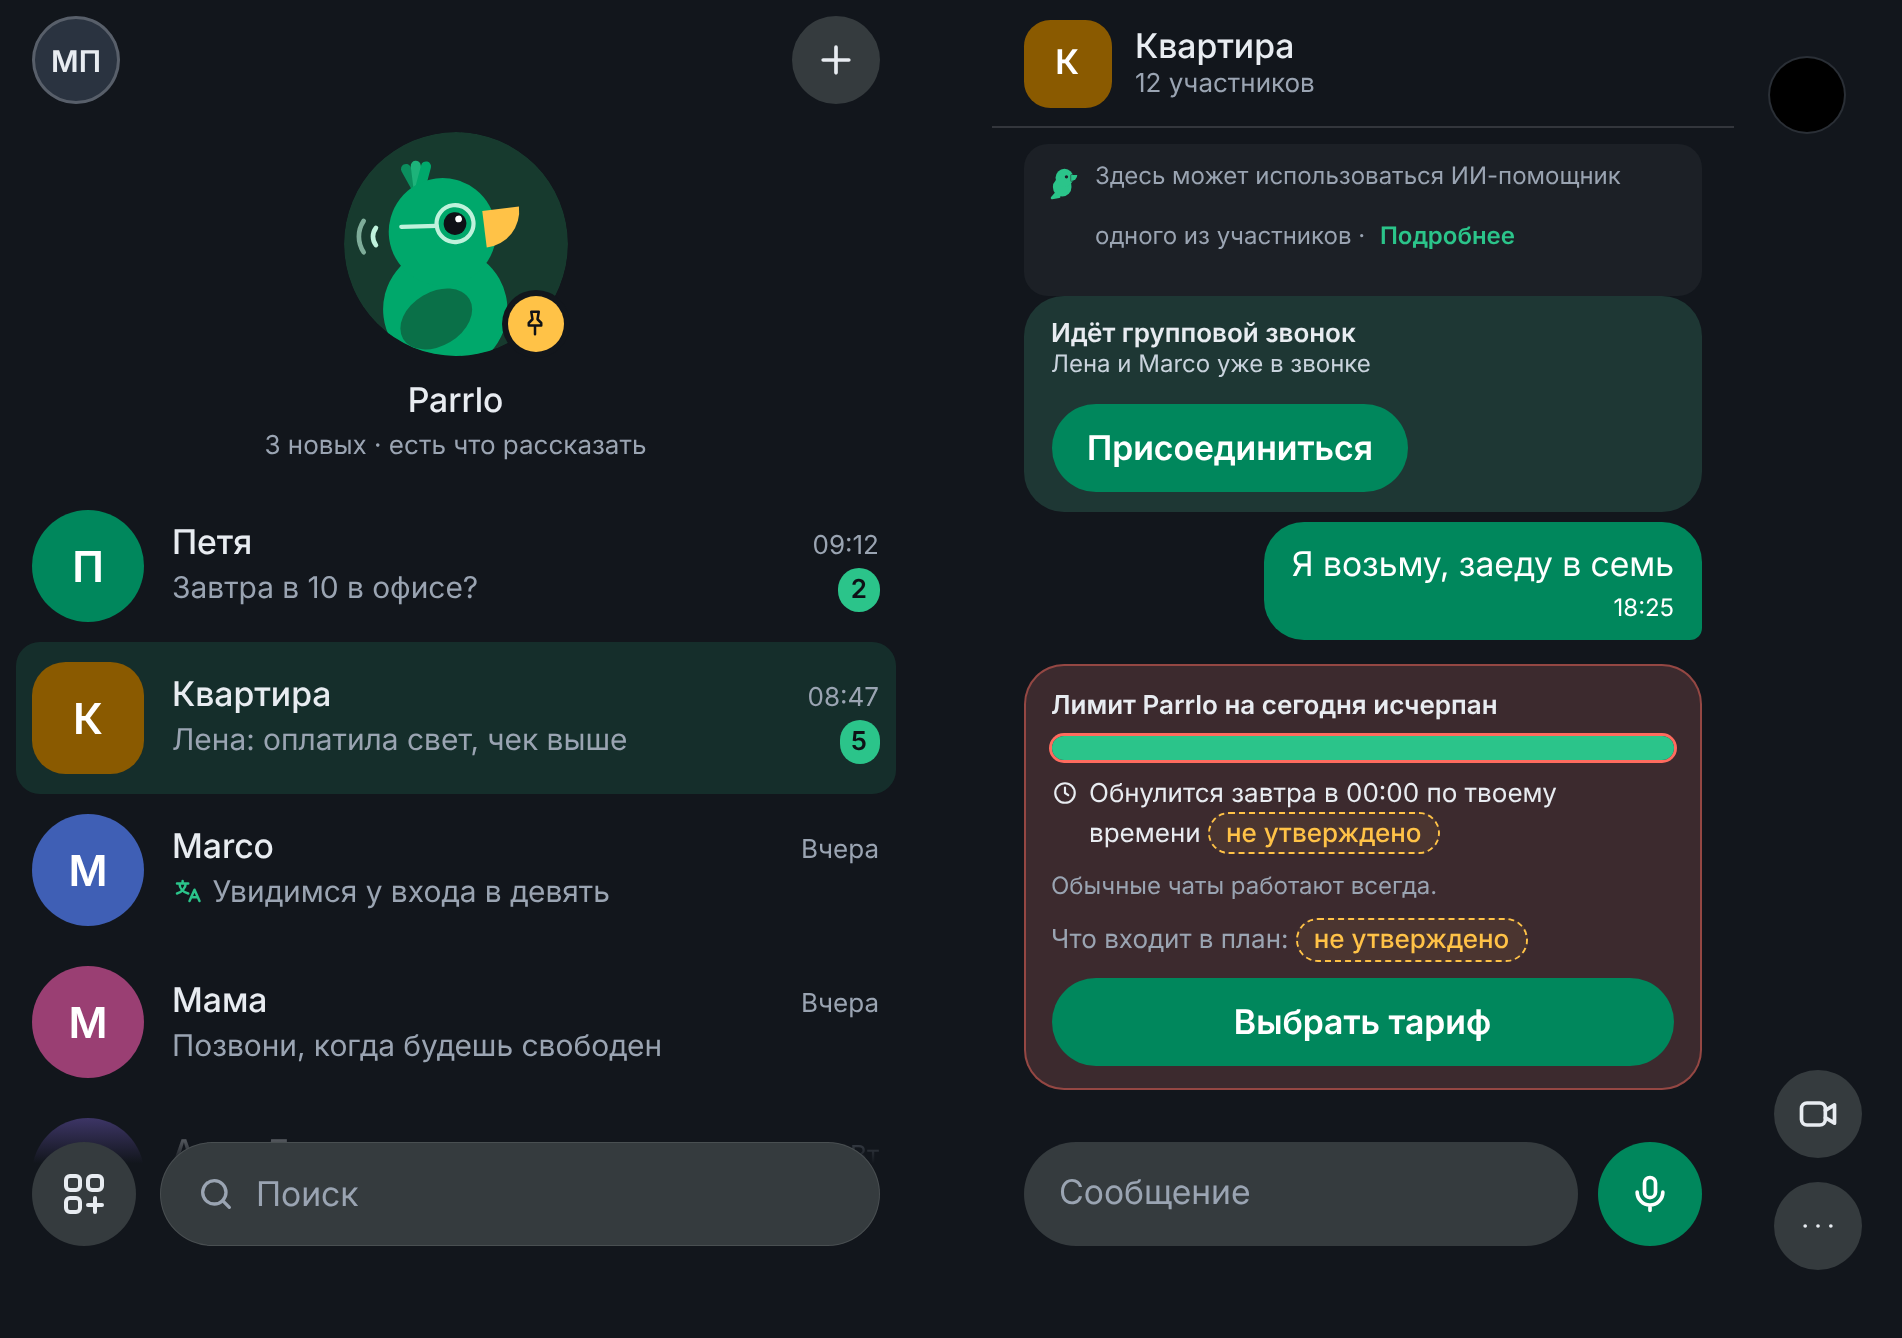 МП
Parrlo
3 новых · есть что рассказать
П
Петя
09:12
Завтра в 10 в офисе?
2
К
Квартира
08:47
Лена: оплатила свет, чек выше
5
М
Marco
Вчера
Увидимся у входа в девять
М
Мама
Вчера
Позвони, когда будешь свободен
Вт
Поиск
К
Квартира
12 участников
Здесь может использоваться ИИ-помощник
одного из участников · Подробнее
Идёт групповой звонок
Лена и Marco уже в звонке
Присоединиться
Я возьму, заеду в семь
18:25
Лимит Parrlo на сегодня исчерпан
Обнулится завтра в 00:00 по твоему
времени не утверждено
Обычные чаты работают всегда.
Что входит в план: не утверждено
Выбрать тариф
Сообщение